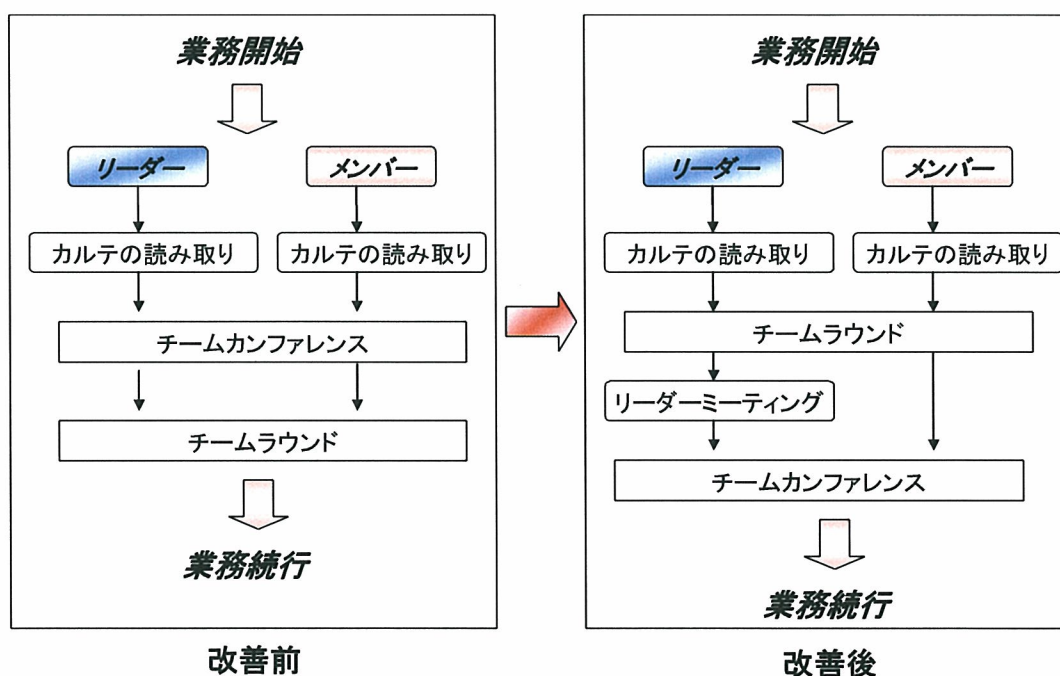 業務開始
リーダー
メンバー
カルテの読み取り
カルテの読み取り
チームカンファレンス
チームラウンド
業務続行
改善前
業務開始
リーダー
メンバー
カルテの読み取り
カルテの読み取り
チームラウンド
リーダーミーティング
チームカンファレンス
業務続行
改善後